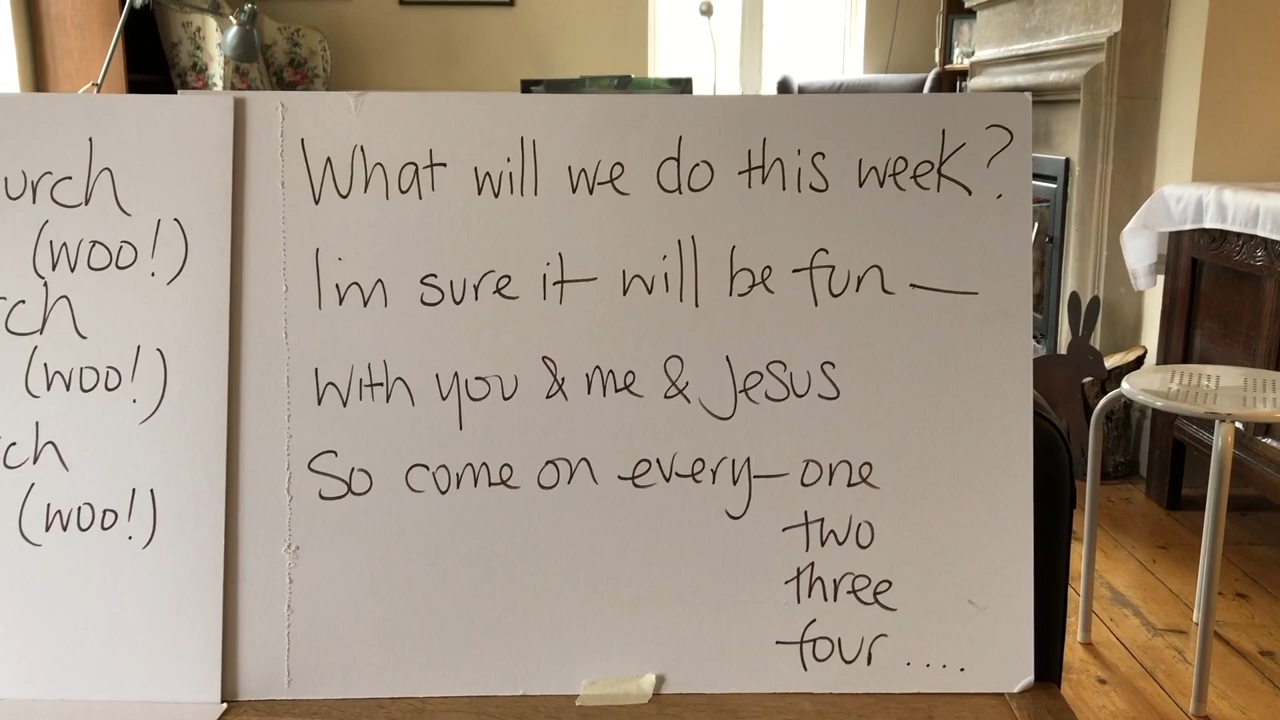 urch
(woo!)
rch
(woo!)
ch
(woo!)
What will we do this week?
I'm sure it will be fun —
With you & me & Jesus
So come on every-one
two
three
four ....